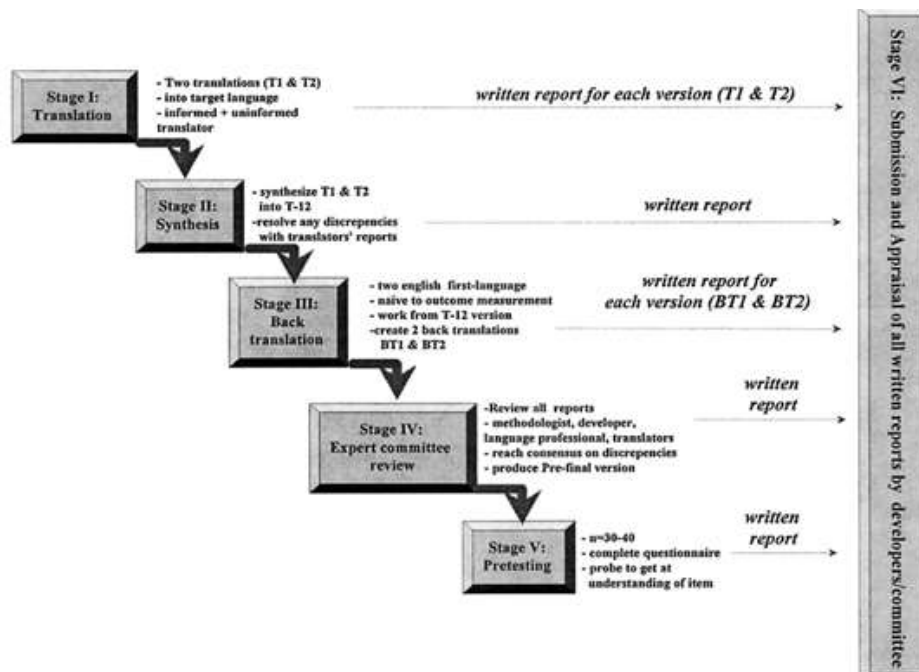 Stage I:
Translation
- Two translations (T1 & T2)
- into target language
- informed + uninformed
translator
written report for each version (T1 & T2)
Stage II:
Synthesis
- synthesize T1 & T2
into T-12
-resolve any discrepencies
with translators' reports
written report
Stage III:
Back
translation
- two english first-language
- naive to outcome measurement
- work from T-12 version
-create 2 back translations
BT1 & BT2
written report for
each version (BT1 & BT2)
Stage IV:
Expert committee
review
-Review all reports
- methodologist, developer,
language professional, translators
- reach consensus on discrepencies
- produce Pre-final version
written
report
Stage V:
Pretesting
- n=30-40
- complete questionnaire
- probe to get at
understanding of item
written
report
Stage VI: Submission and Appraisal of all written reports by developers/committee